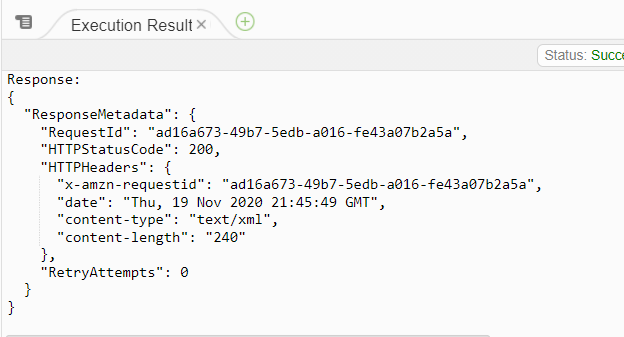 Execution Result ×
Status: Succe
Response:
{
  "ResponseMetadata": {
    "RequestId": "ad16a673-49b7-5edb-a016-fe43a07b2a5a",
    "HTTPStatusCode": 200,
    "HTTPHeaders": {
      "x-amzn-requestid": "ad16a673-49b7-5edb-a016-fe43a07b2a5a",
      "date": "Thu, 19 Nov 2020 21:45:49 GMT",
      "content-type": "text/xml",
      "content-length": "240"
    },
    "RetryAttempts": 0
  }
}